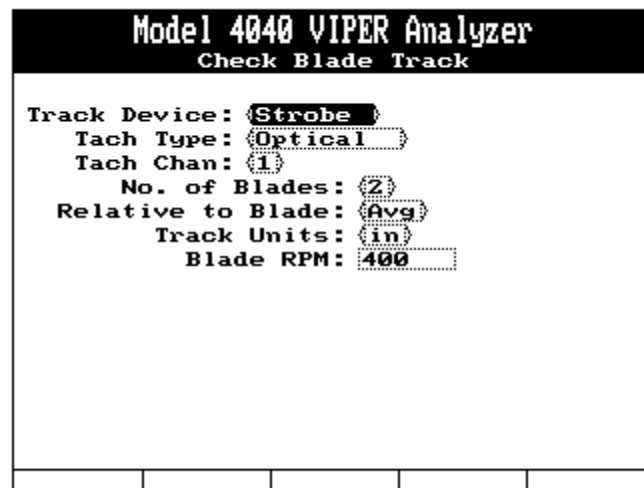 Model 4040 VIPER Analyzer
Check Blade Track
Track Device: Strobe
Tach Type: Optical
Tach Chan: 1
No. of Blades: 2
Relative to Blade: Avg
Track Units: in
Blade RPM: 400